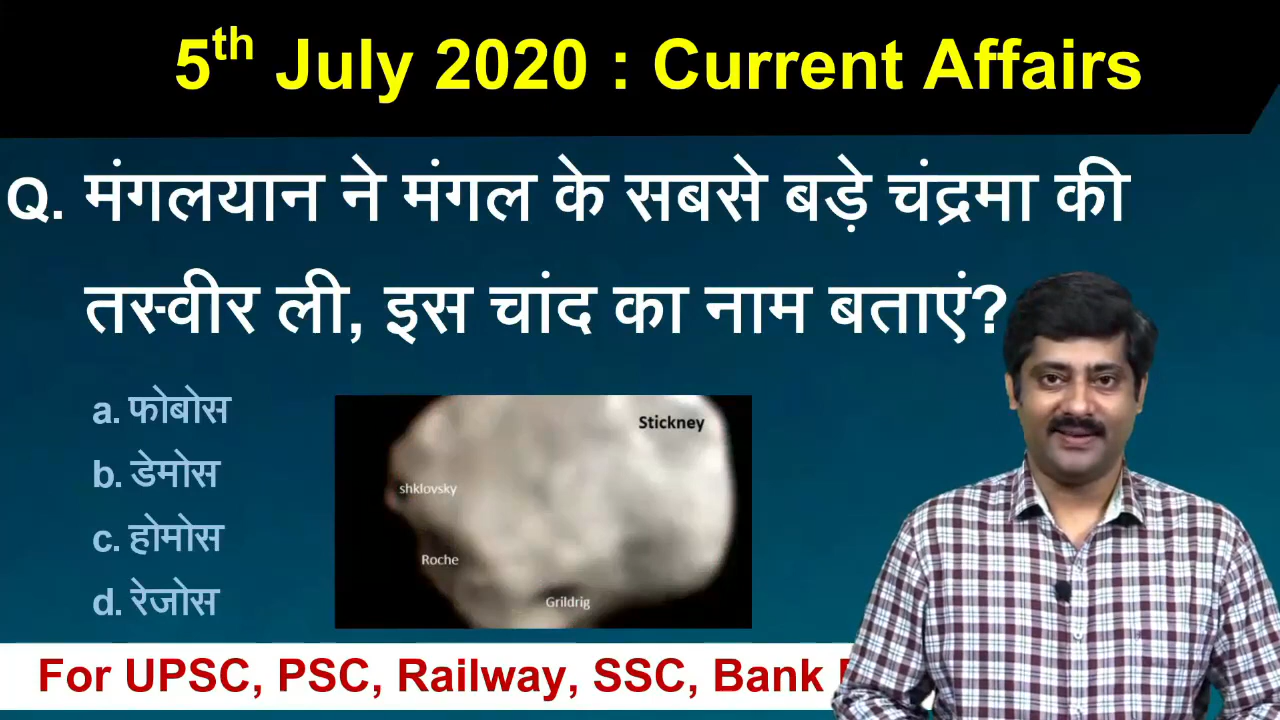 5th July 2020 : Current Affairs
Q. मंगलयान ने मंगल के सबसे बड़े चंद्रमा की
तस्वीर ली, इस चांद का नाम बताएं?
a. फोबोस
b. डेमोस
c. होमोस
d. रेजोस
Stickney
shklovsky
Roche
Grildrig
For UPSC, PSC, Railway, SSC, Bank